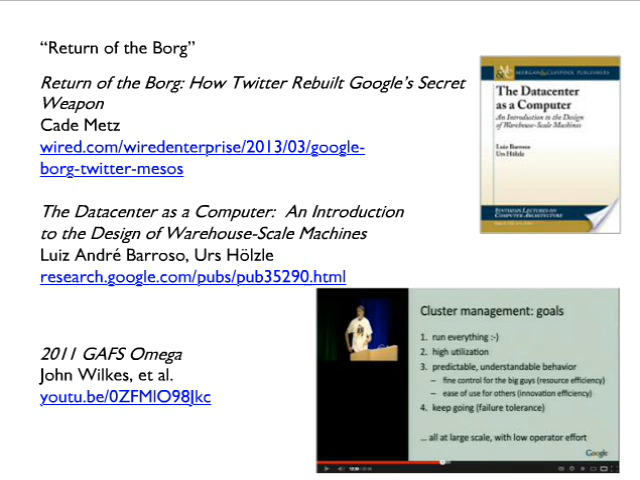 “Return of the Borg”
Return of the Borg: How Twitter Rebuilt Google’s Secret
Weapon
Cade Metz
wired.com/wiredenterprise/2013/03/google-
borg-twitter-mesos
The Datacenter as a Computer: An Introduction
to the Design of Warehouse-Scale Machines
Luiz André Barroso, Urs Hölzle
research.google.com/pubs/pub35290.html
2011 GAFS Omega
John Wilkes, et al.
youtu.be/0ZFMlO98Jkc
MORGAN & CLAYPOOL PUBLISHERS
The Datacenter
as a Computer
An Introduction to the Design
of Warehouse-Scale Machines
Luiz Barroso
Urs Hölzle
SYNTHESIS LECTURES ON
COMPUTER ARCHITECTURE
Cluster management: goals
1. run everything :-)
2. high utilization
3. predictable, understandable behavior
– fine control for the big guys (resource efficiency)
– ease of use for others (innovation efficiency)
4. keep going (failure tolerance)
... all at large scale, with low operator effort
Google